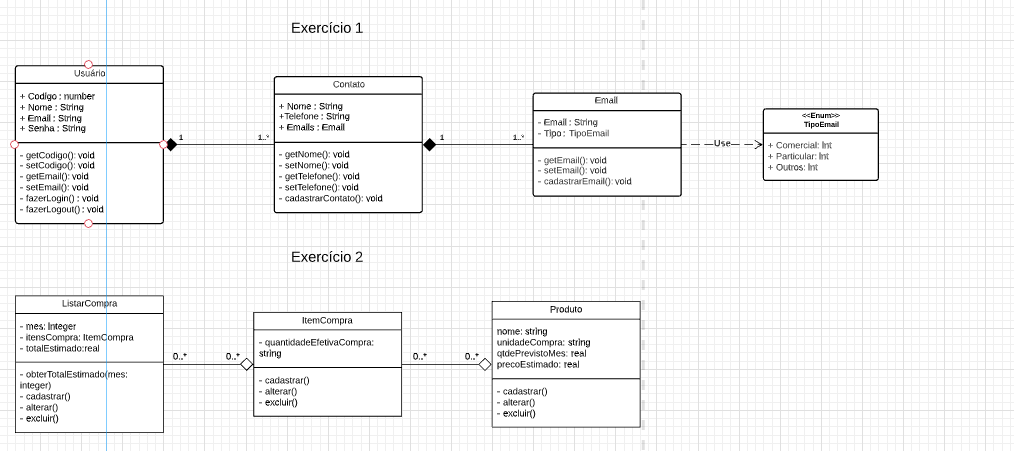 Exercício 1
Usuário
+ Codigo : number
+ Nome : String
+ Email : String
+ Senha : String
- getCodigo(): void
- setCodigo(): void
- getEmail(): void
- setEmail(): void
- fazerLogin() : void
- fazerLogout() : void
1
1..*
Contato
+ Nome : String
+Telefone : String
+ Emails : Email
- getNome(): void
- setNome(): void
- getTelefone(): void
- setTelefone(): void
- cadastrarContato(): void
1
1..*
Email
- Email : String
- Tipo: TipoEmail
- getEmail(): void
- setEmail(): void
- cadastrarEmail(): void
Use
<<Enum>>
TipoEmail
+ Comercial: Int
+ Particular: Int
+ Outros: Int
Exercício 2
ListarCompra
- mes: Integer
- itensCompra: ItemCompra
- totalEstimado:real
- obterTotalEstimado(mes:
integer)
- cadastrar()
- alterar()
- excluir()
0..*
0..*
ItemCompra
- quantidadeEfetivaCompra:
string
- cadastrar()
- alterar()
- excluir()
0..*
0..*
Produto
nome: string
unidadeCompra: string
qtdePrevistoMes: real
precoEstimado: real
- cadastrar()
- alterar()
- excluir()